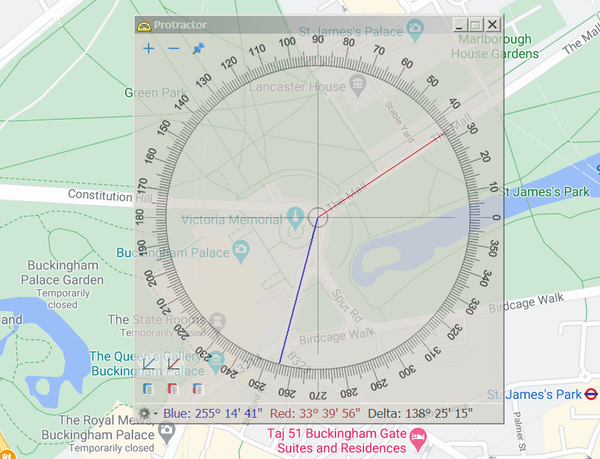 Protractor
St. James's Palace
Marlborough
House Gardens
The Mall
Green Park
Lancaster House
Stable Yard
The Mall
The Mall
Constitution Hill
Victoria Memorial
St James's Park
Buckingham Palace
Buckingham
Palace Garden
Temporarily
closed
Spur Rd
Birdcage Walk
Birdcage Walk
The State Rooms
Temporarily closed
The Queen's Gallery,
Buckingham Palace
The Royal Mews,
Buckingham Palace
Temporarily
closed
St James's Park
Palmer St
Taj 51 Buckingham Gate
Suites and Residences
0
10
20
30
40
50
60
70
80
90
100
110
120
130
140
150
160
170
180
190
200
210
220
230
240
250
260
270
280
290
300
310
320
330
340
350
Blue: 255° 14' 41" Red: 33° 39' 56" Delta: 138° 25' 15"